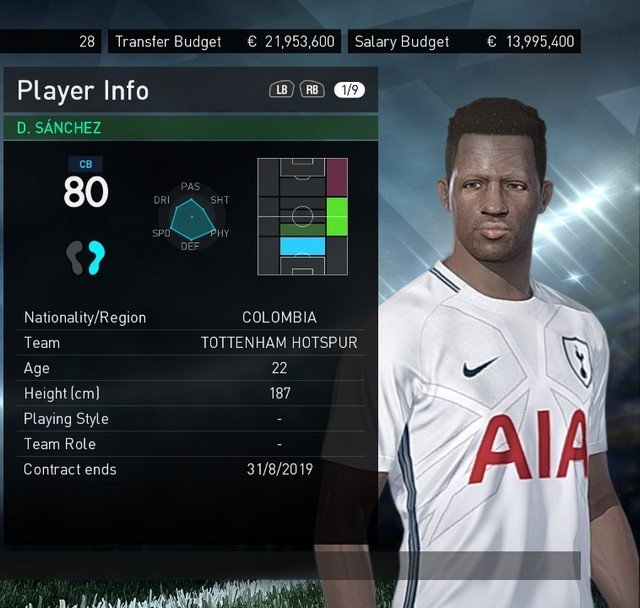 28 Transfer Budget € 21,953,600 Salary Budget € 13,995,400
Player Info LB RB 1/9
D. SÁNCHEZ
CB
80
PAS
DRI SHT
SPD PHY
DEF
Nationality/Region COLOMBIA
Team TOTTENHAM HOTSPUR
Age 22
Height (cm) 187
Playing Style -
Team Role -
Contract ends 31/8/2019
AIA